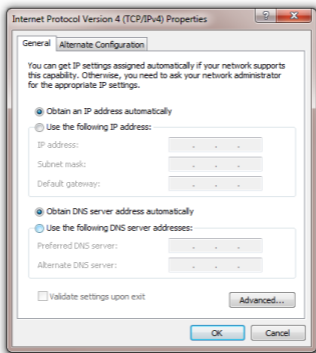 Internet Protocol Version 4 (TCP/IPv4) Properties
General
Alternate Configuration
You can get IP settings assigned automatically if your network supports
this capability. Otherwise, you need to ask your network administrator
for the appropriate IP settings.
Obtain an IP address automatically
Use the following IP address:
IP address:
Subnet mask:
Default gateway:
Obtain DNS server address automatically
Use the following DNS server addresses:
Preferred DNS server:
Alternate DNS server:
Validate settings upon exit
Advanced...
OK
Cancel